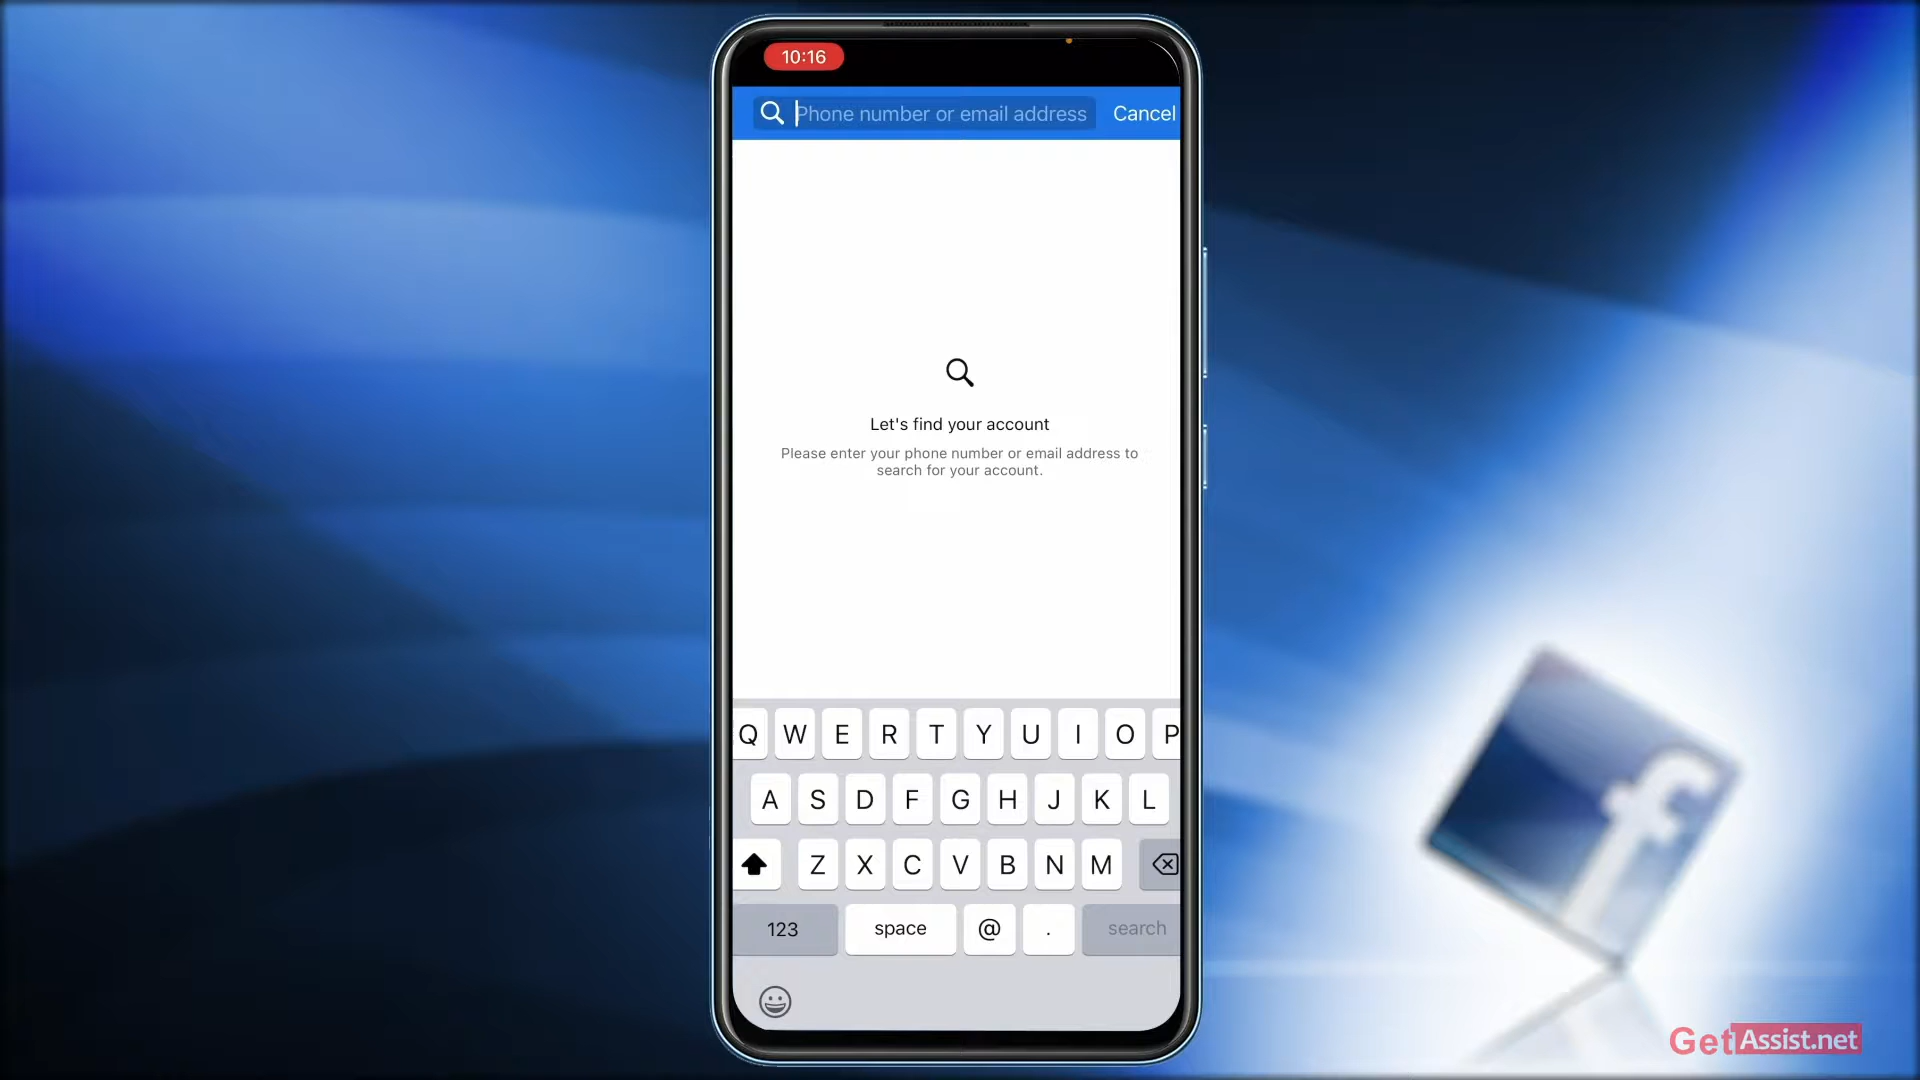 10:16
Phone number or email address Cancel
Let's find your account
Please enter your phone number or email address to
search for your account.
Q W E R T Y U I O P
A S D F G H J K L
Z X C V B N M
123 space @ . search
f
GetAssist.net